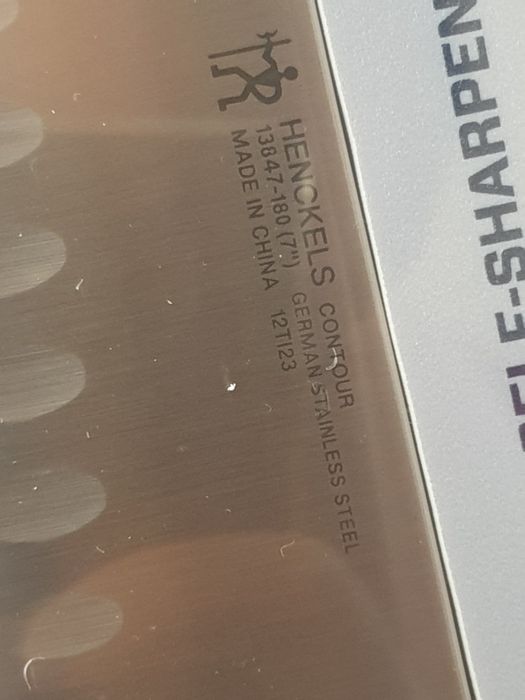 HENCKELS CONTOUR
13847-180 (7") GERMAN STAINLESS STEEL
MADE IN CHINA 12TI23
E-SHARPEN